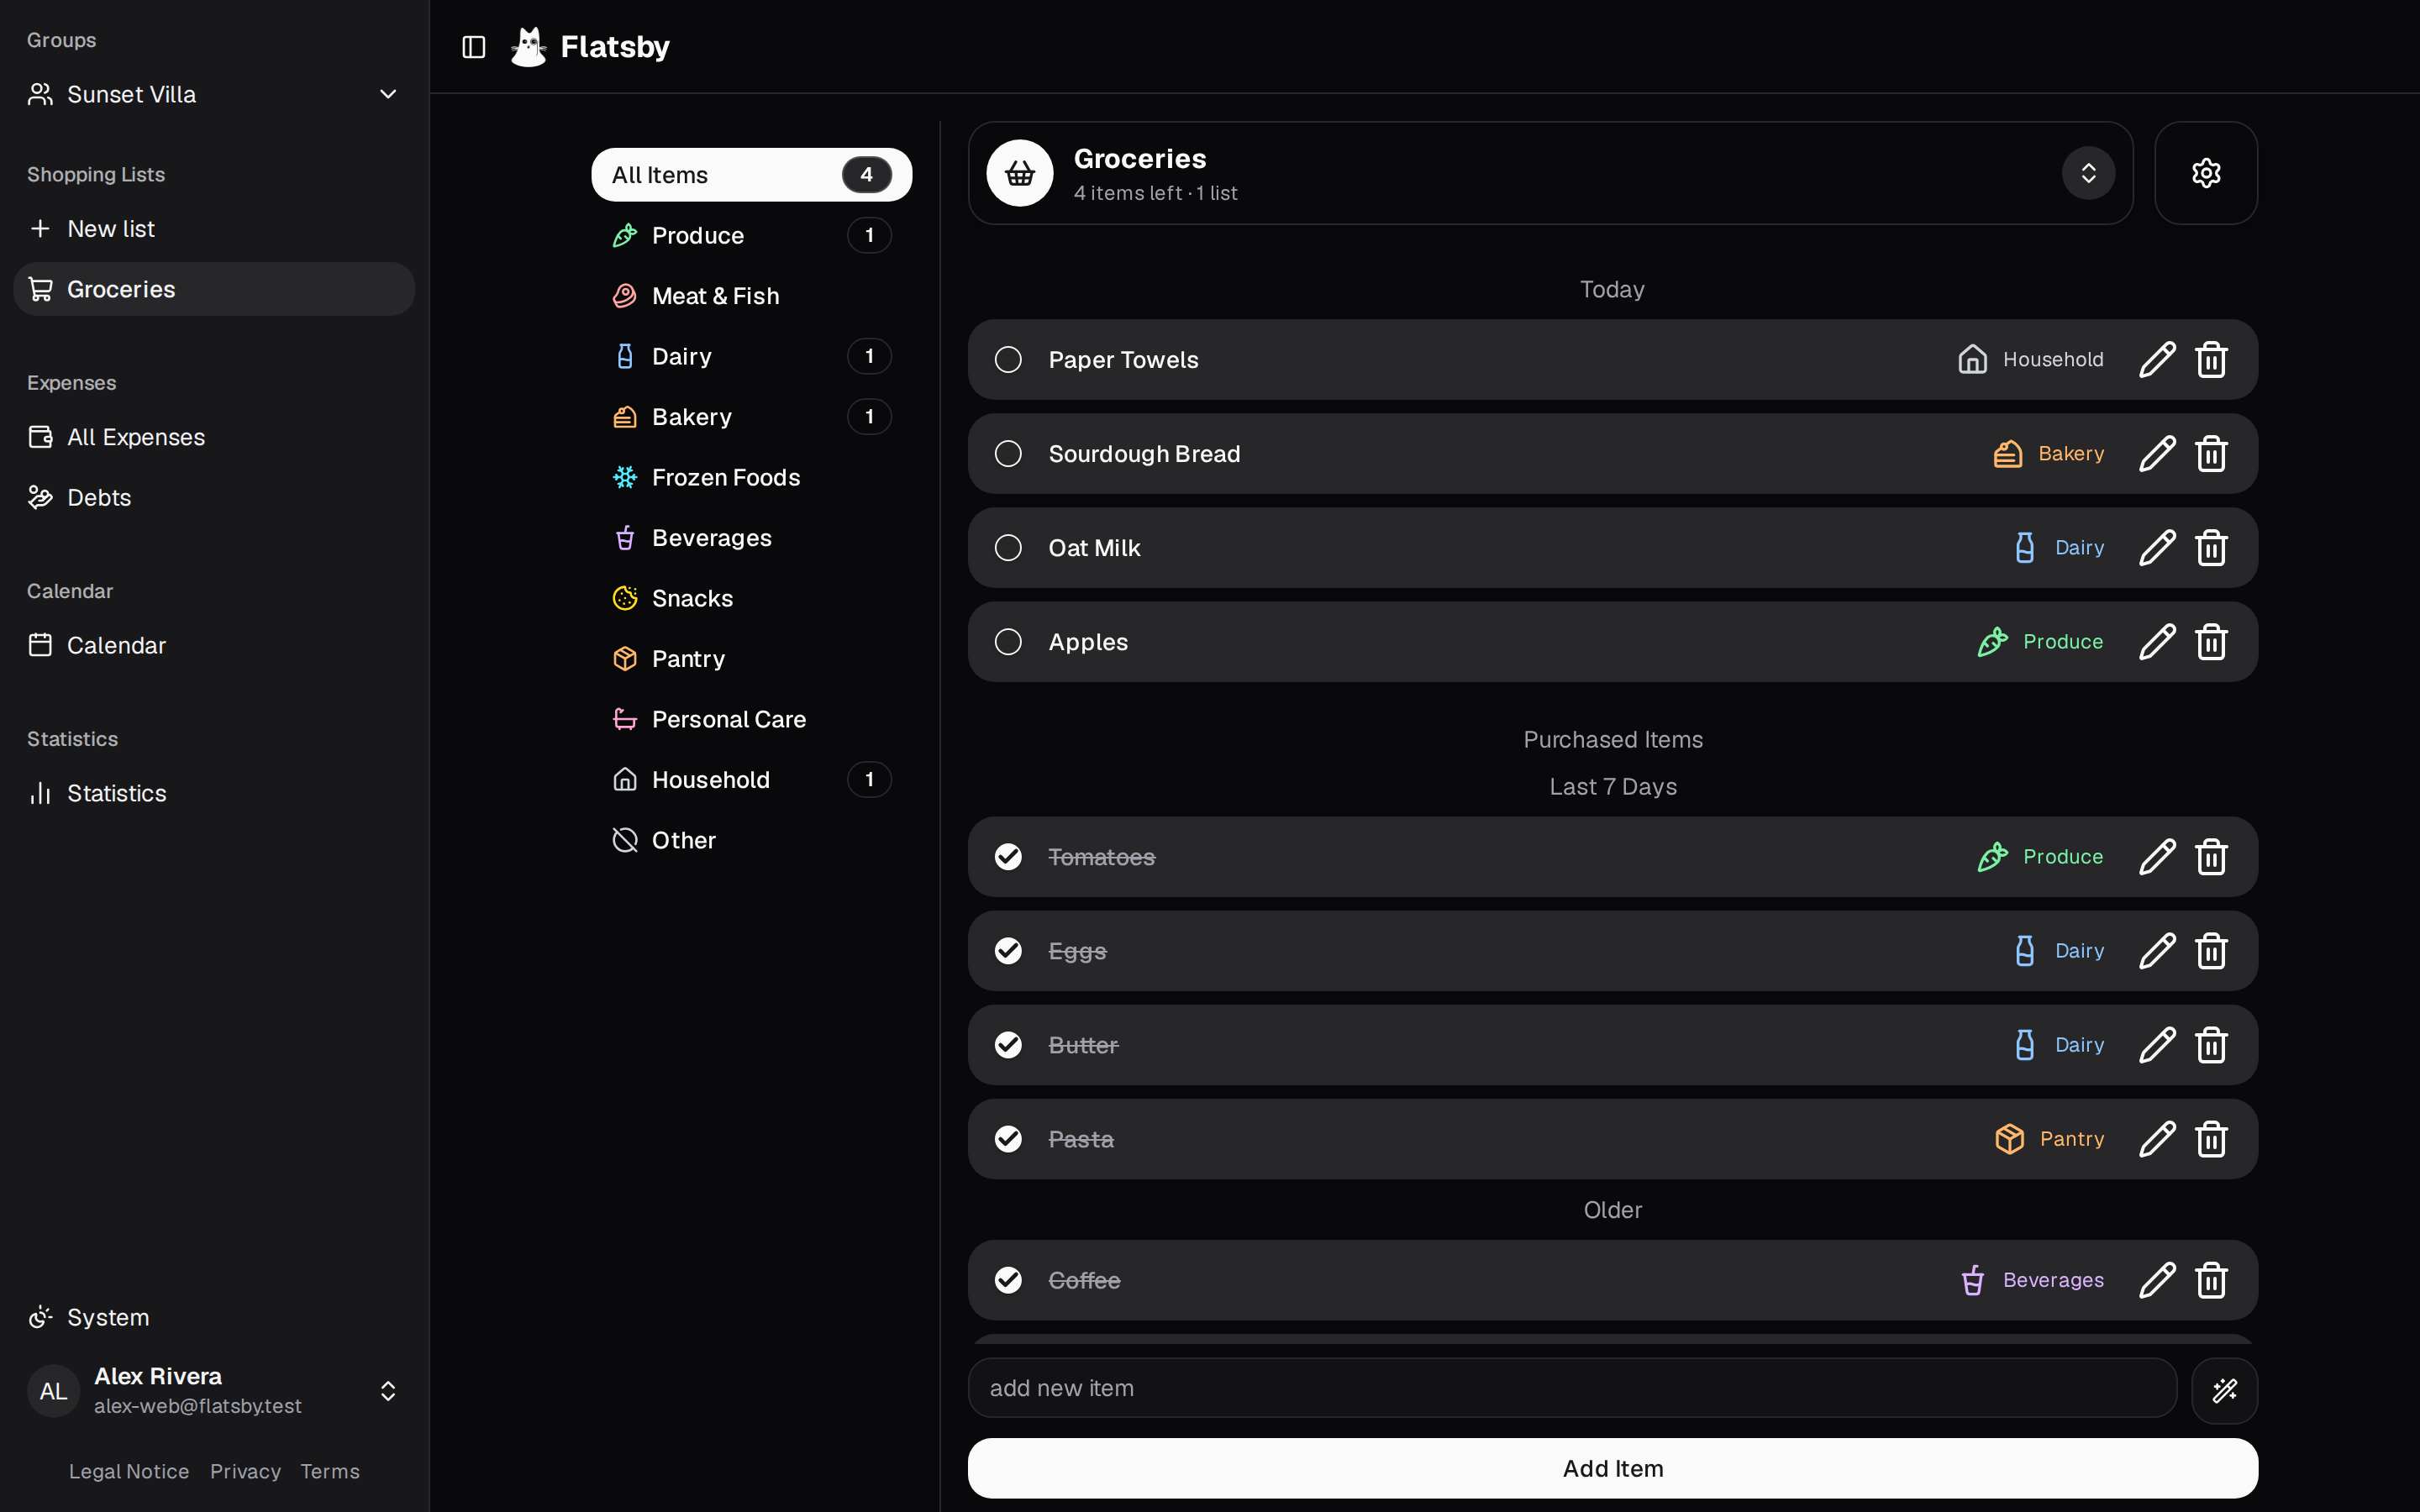 Groups
Sunset Villa
Shopping Lists
New list
Groceries
Expenses
All Expenses
Debts
Calendar
Calendar
Statistics
Statistics
System
AL
Alex Rivera
alex-web@flatsby.test
Legal Notice Privacy Terms
Flatsby
All Items 4
Produce 1
Meat & Fish
Dairy 1
Bakery 1
Frozen Foods
Beverages
Snacks
Pantry
Personal Care
Household 1
Other
Groceries
4 items left · 1 list
Today
Paper Towels Household
Sourdough Bread Bakery
Oat Milk Dairy
Apples Produce
Purchased Items
Last 7 Days
Tomatoes Produce
Eggs Dairy
Butter Dairy
Pasta Pantry
Older
Coffee Beverages
add new item
Add Item